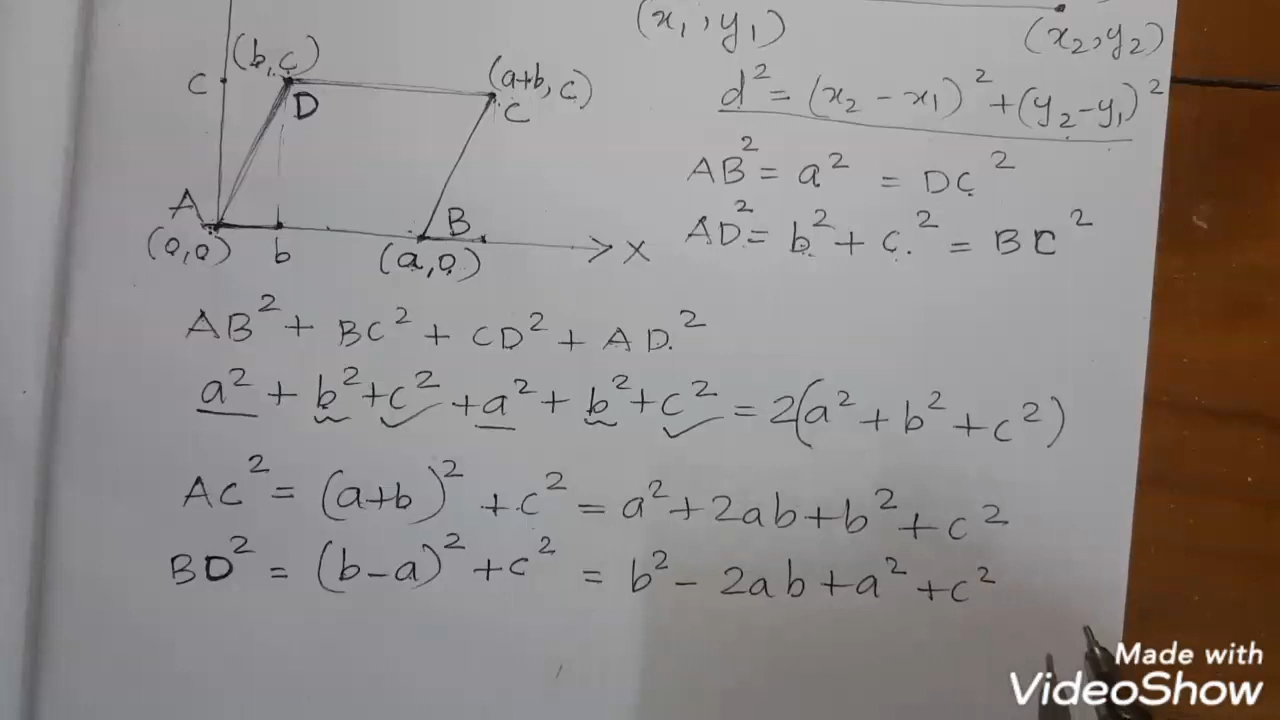 (x₁, y₁)
(x₂, y₂)
(b, c)
C
D
(a+b, c)
C
d² = (x₂ - x₁)² + (y₂ - y₁)²
AB² = a² = DC²
A
B
AD² = b² + c² = BC²
(0,0)
b
(a,0)
X
AB² + BC² + CD² + AD²
a² + b² + c² + a² + b² + c² = 2(a² + b² + c²)
AC² = (a+b)² + c² = a² + 2ab + b² + c²
BD² = (b-a)² + c² = b² - 2ab + a² + c²
Made with
VideoShow